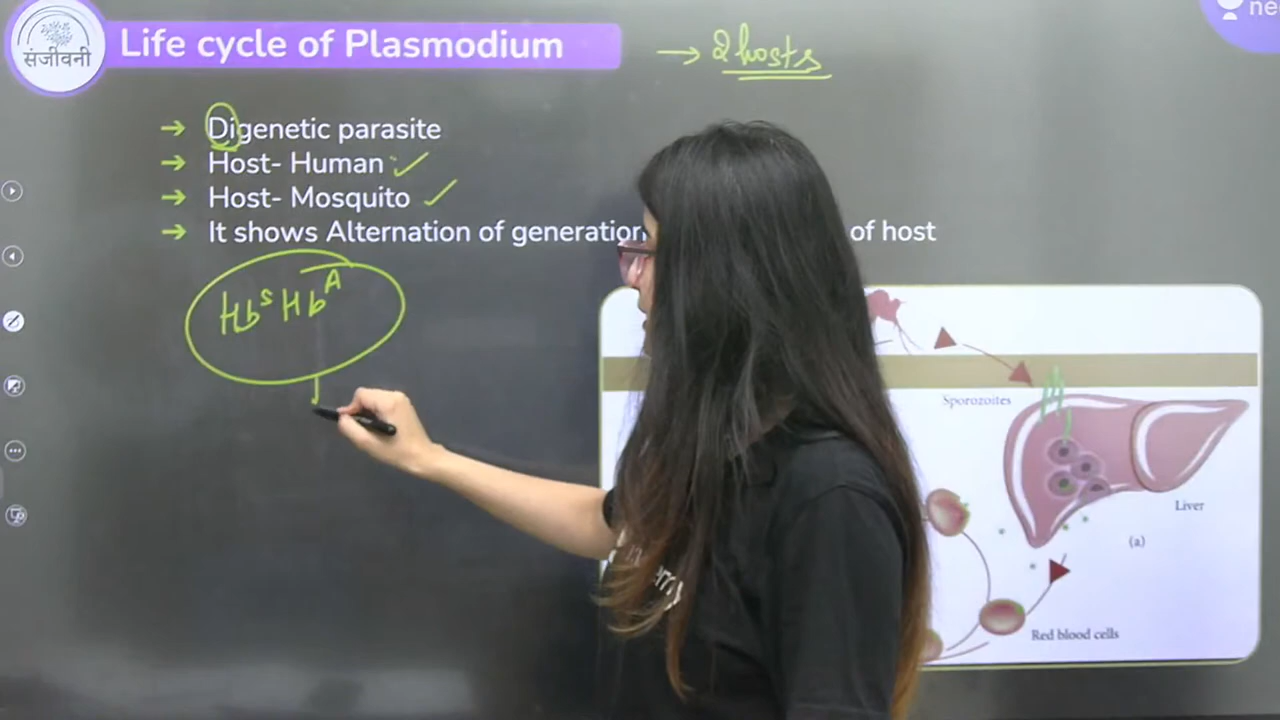 संजीवनी
Life cycle of Plasmodium
→ 2 hosts
ne
➔ Digenetic parasite
➔ Host- Human
➔ Host- Mosquito
➔ It shows Alternation of generation of host
Hb^S Hb^A
Sporozoites
Liver
(a)
Red blood cells